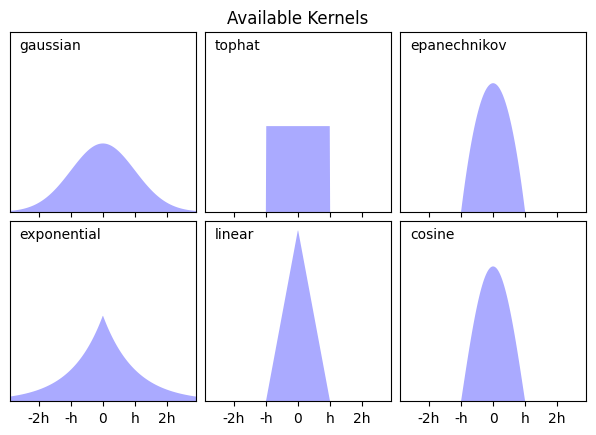 Available Kernels
gaussian
tophat
epanechnikov
exponential
linear
cosine
-2h -h 0 h 2h
-2h -h 0 h 2h
-2h -h 0 h 2h